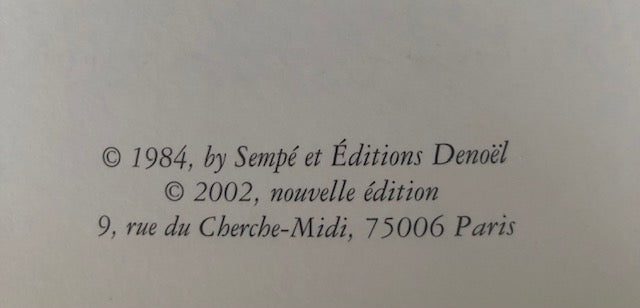 © 1984, by Sempé et Éditions Denoël
© 2002, nouvelle édition
9, rue du Cherche-Midi, 75006 Paris